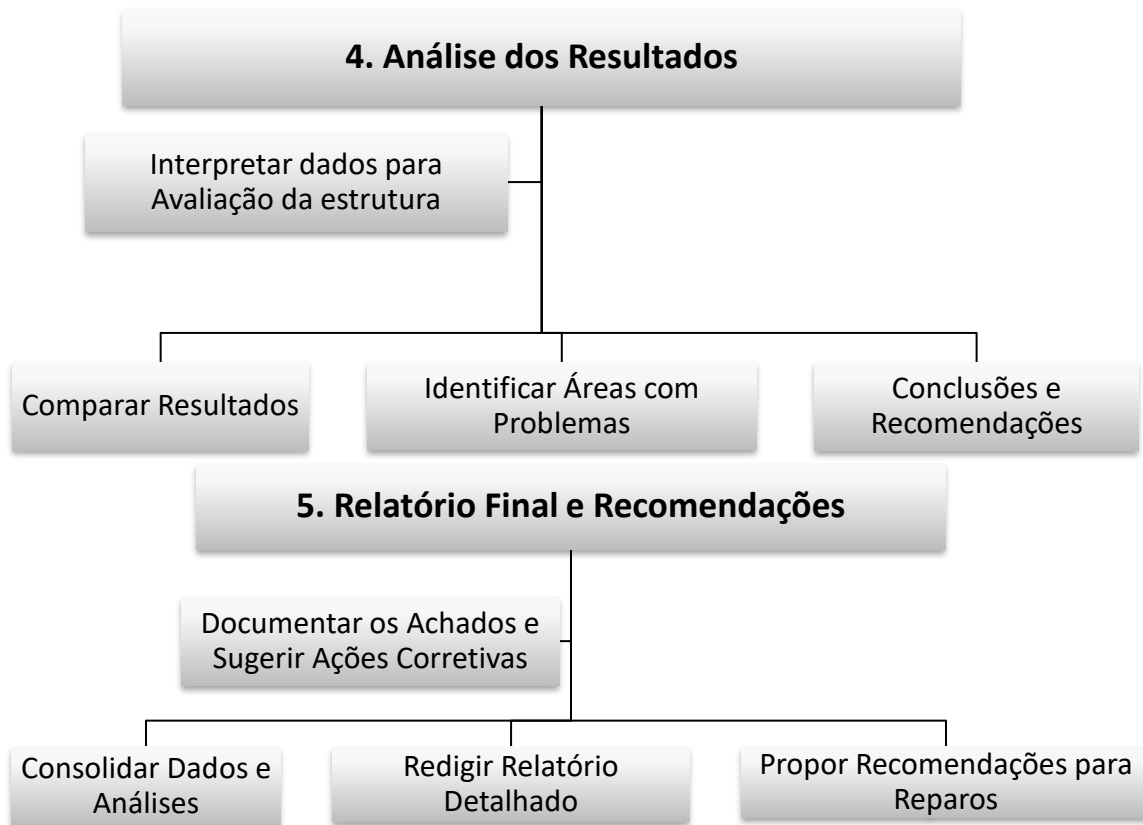 4. Análise dos Resultados
Interpretar dados para
Avaliação da estrutura
Comparar Resultados
Identificar Áreas com
Problemas
Conclusões e
Recomendações
5. Relatório Final e Recomendações
Documentar os Achados e
Sugerir Ações Corretivas
Consolidar Dados e
Análises
Redigir Relatório
Detalhado
Propor Recomendações para
Reparos